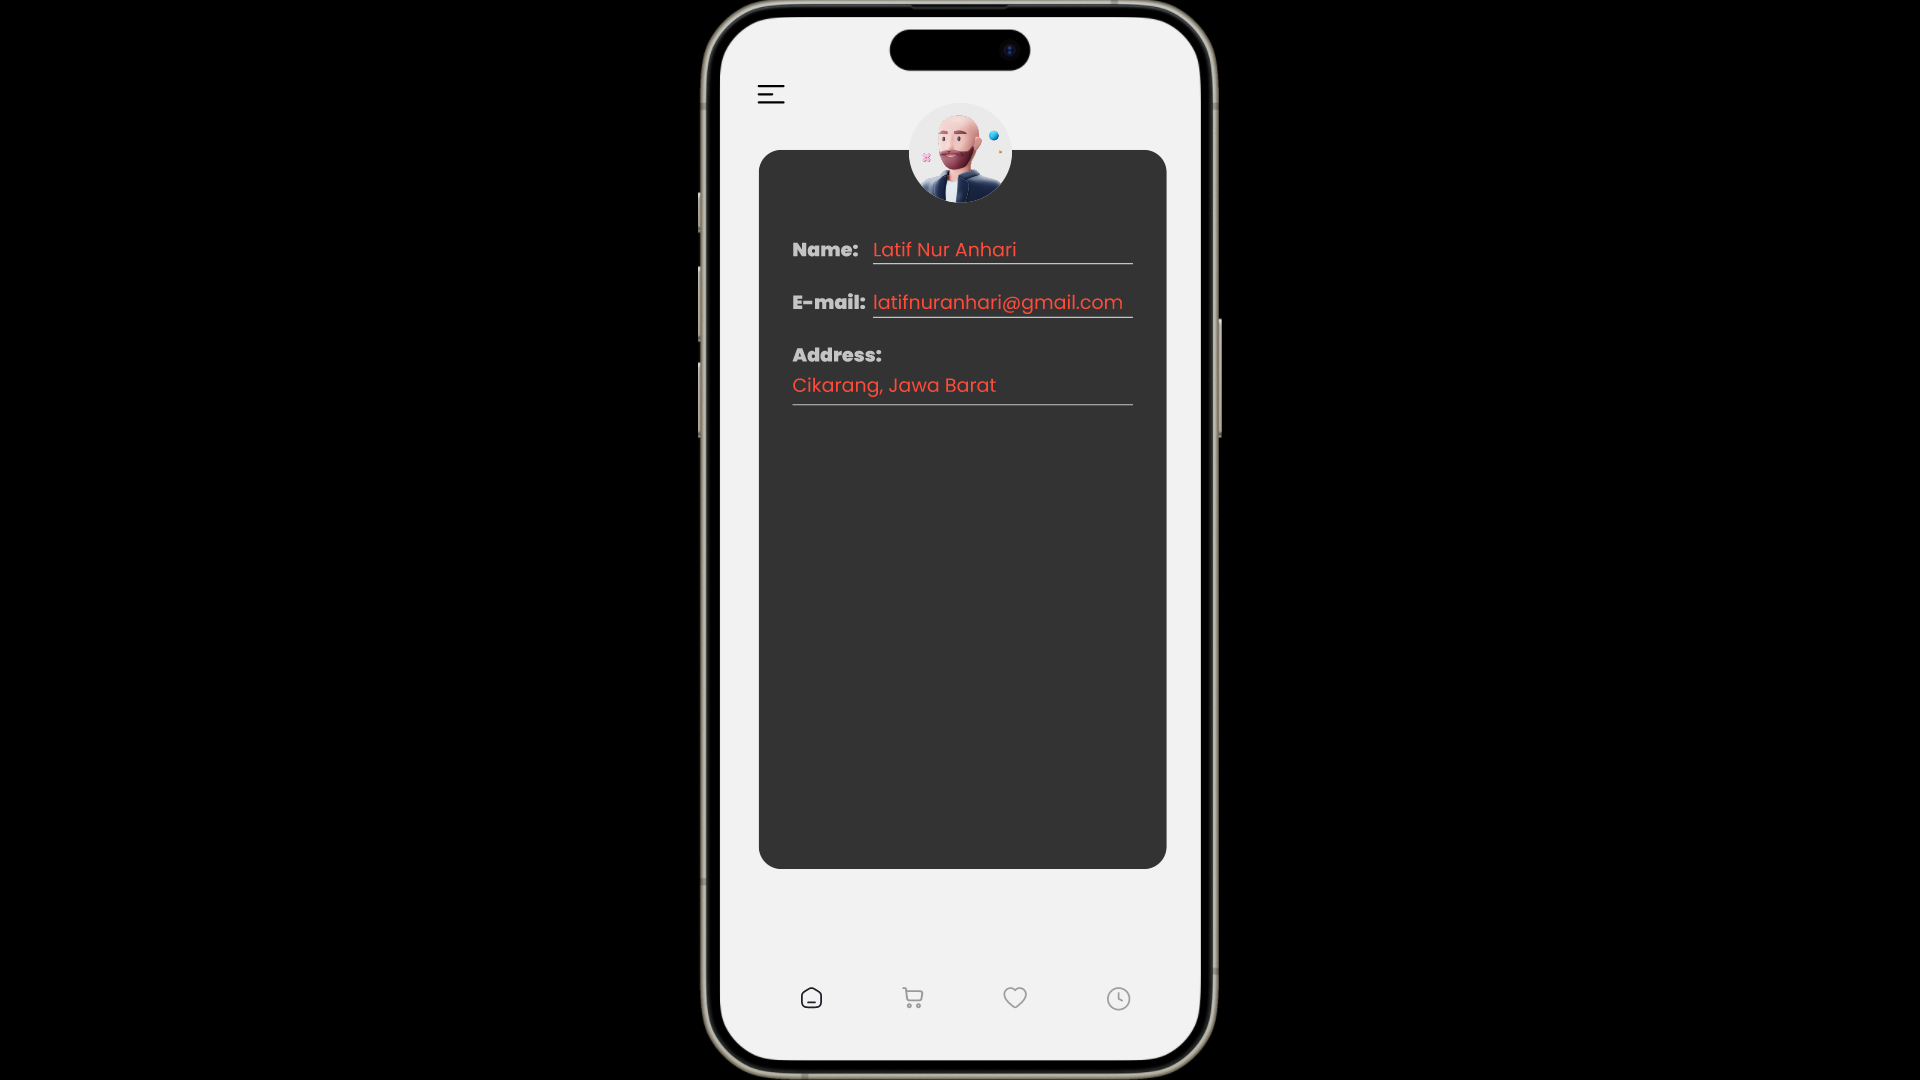 Name: Latif Nur Anhari
E-mail: latifnuranhari@gmail.com
Address:
Cikarang, Jawa Barat